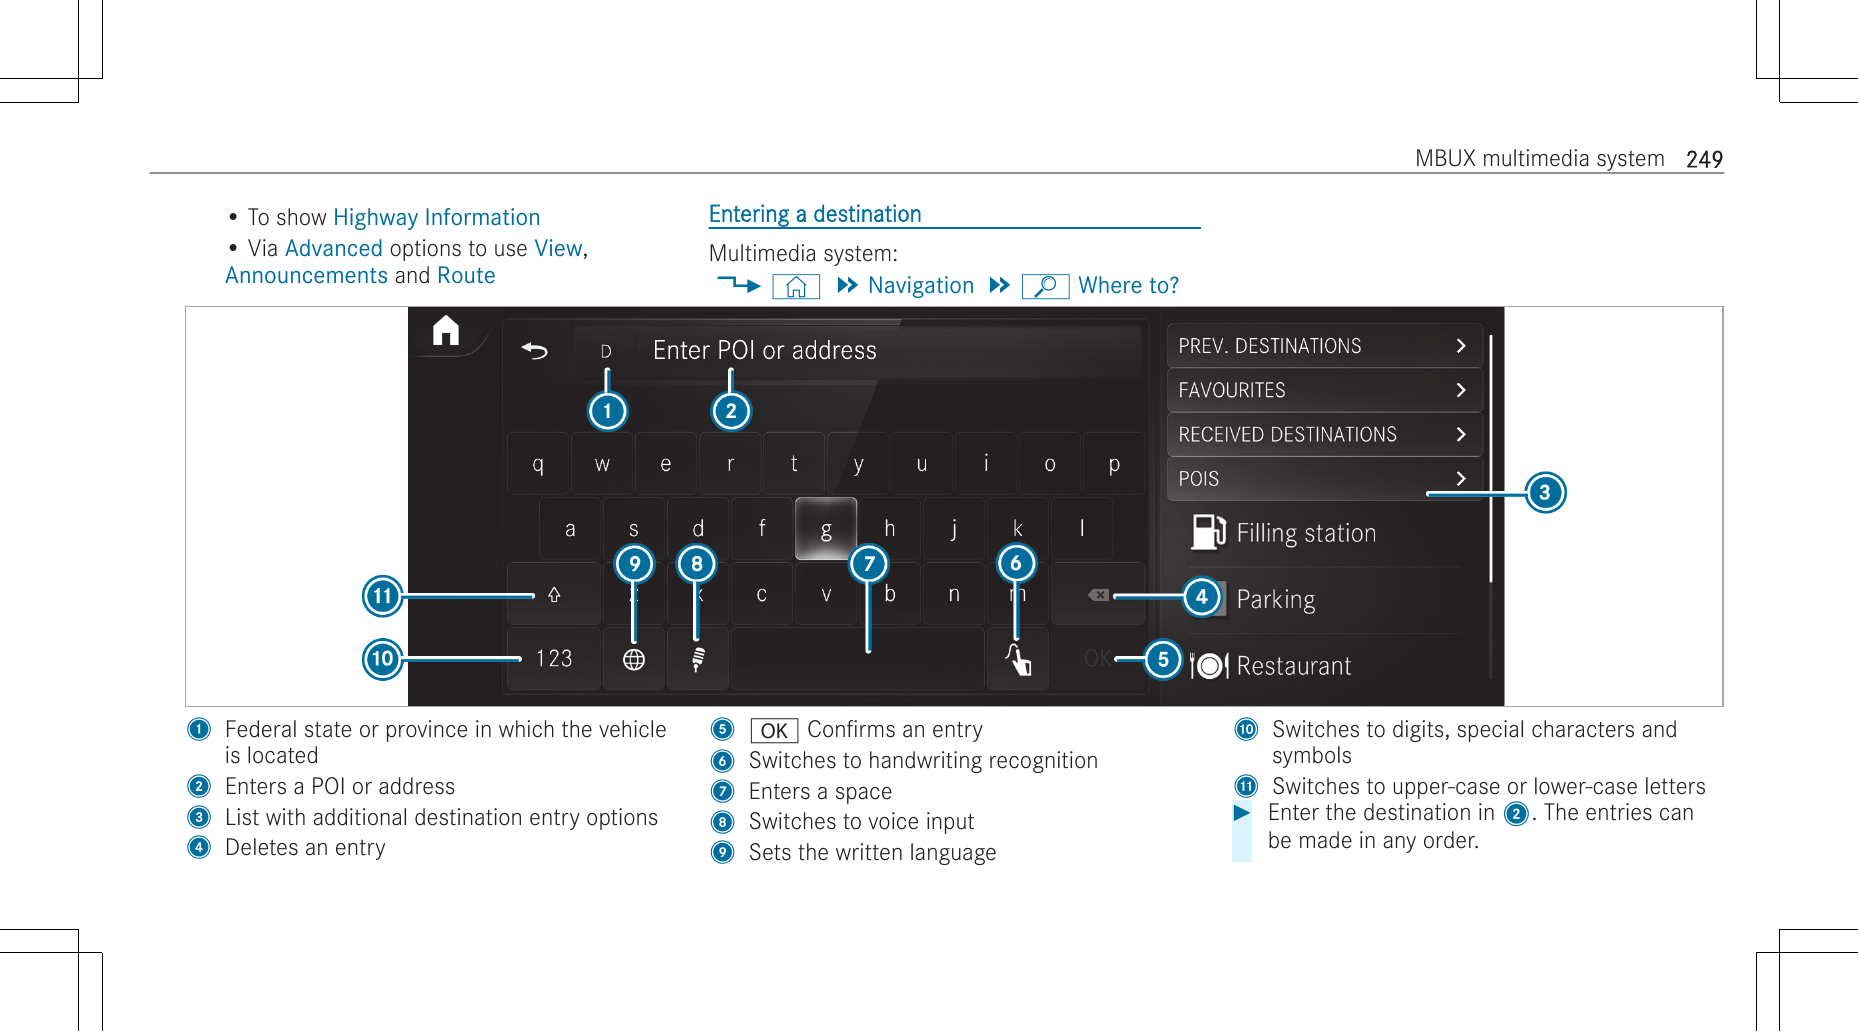 MBUX multimedia system 249
• To show Highway Information
• Via Advanced options to use View,
Announcements and Route
Entering a destination
Multimedia system:
Navigation Where to?
D Enter POI or address
1 2
q w e r t y u i o p
a s d f g h j k l
9 8 7 6
11 z x c v b n m 4
10 123 OK 5
PREV. DESTINATIONS
FAVOURITES
RECEIVED DESTINATIONS
POIS
3
Filling station
Parking
Restaurant
1 Federal state or province in which the vehicle
is located
2 Enters a POI or address
3 List with additional destination entry options
4 Deletes an entry
5 OK Confirms an entry
6 Switches to handwriting recognition
7 Enters a space
8 Switches to voice input
9 Sets the written language
10 Switches to digits, special characters and
symbols
11 Switches to upper-case or lower-case letters
Enter the destination in 2. The entries can
be made in any order.